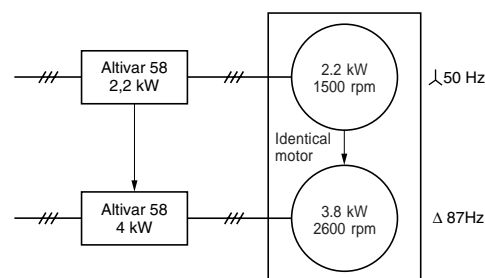 Altivar 58
2,2 kW
2.2 kW
1500 rpm
50 Hz
Identical
motor
Altivar 58
4 kW
3.8 kW
2600 rpm
Δ 87Hz